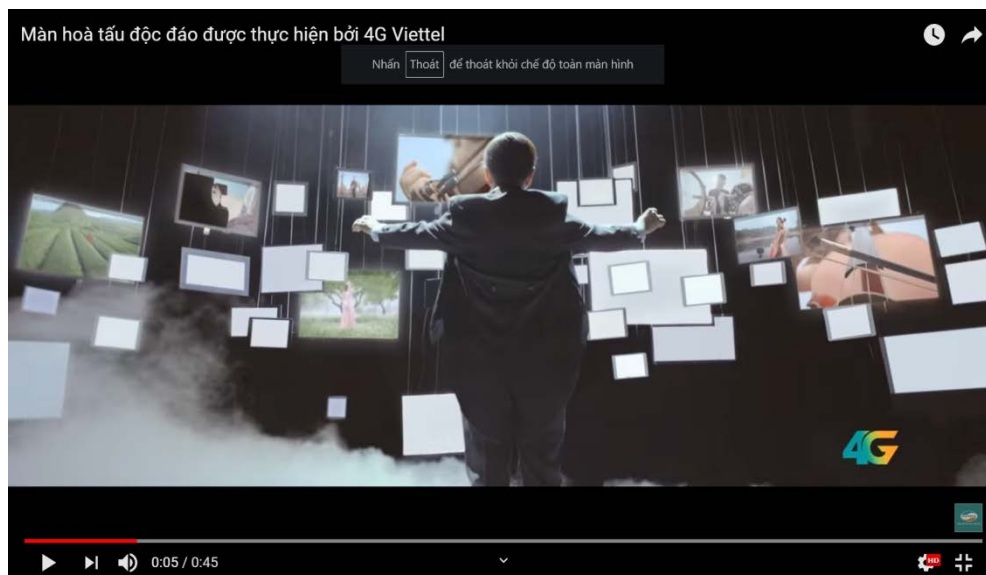 Màn hoà tấu độc đáo được thực hiện bởi 4G Viettel
Nhấn Thoát để thoát khỏi chế độ toàn màn hình
4G
0:05 / 0:45
HD